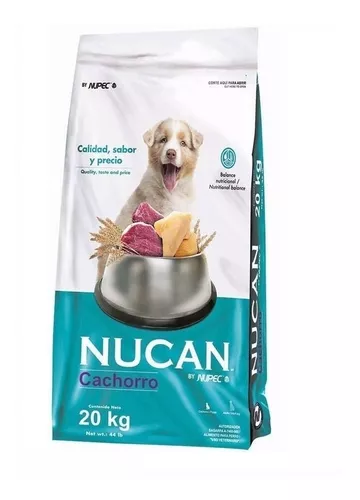 BY NUPEC
Calidad, sabor
y precio
Quality, taste and price
Balance
nutricional /
Nutritional balance
NUCAN
BY NUPEC
Cachorro
Contenido Neto
20 kg
Net wt.: 44 lb
20 kg
NUCAN